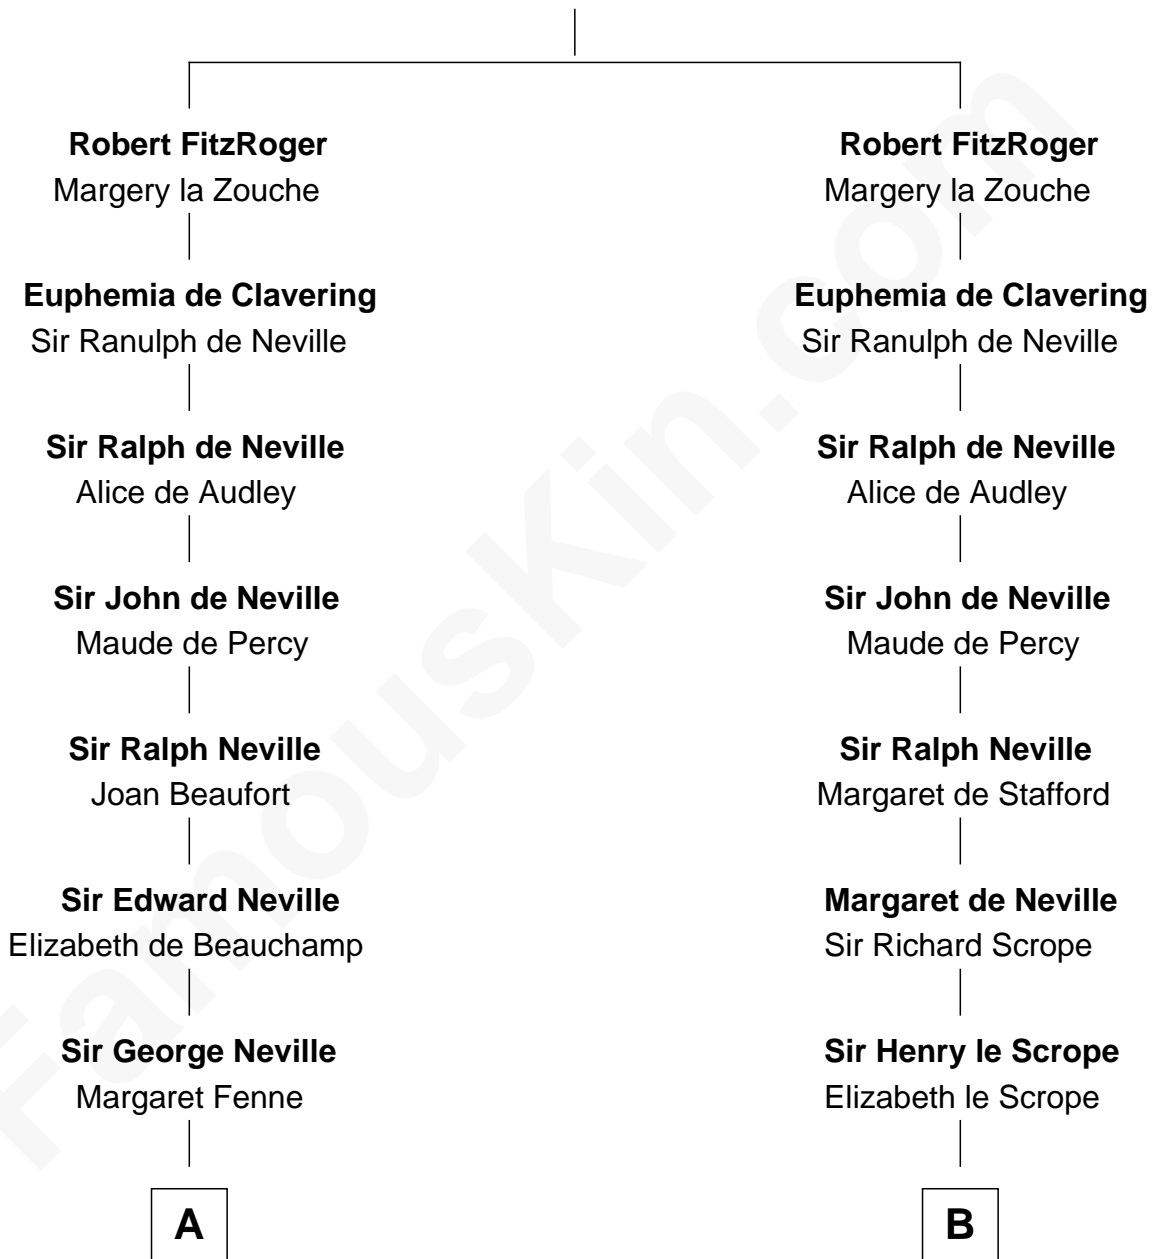 Robert FitzRoger
Margery la Zouche
Euphemia de Clavering
Sir Ranulph de Neville
Sir Ralph de Neville
Alice de Audley
Sir John de Neville
Maude de Percy
Sir Ralph Neville
Joan Beaufort
Sir Edward Neville
Elizabeth de Beauchamp
Sir George Neville
Margaret Fenne
A
Robert FitzRoger
Margery la Zouche
Euphemia de Clavering
Sir Ranulph de Neville
Sir Ralph de Neville
Alice de Audley
Sir John de Neville
Maude de Percy
Sir Ralph Neville
Margaret de Stafford
Margaret de Neville
Sir Richard Scrope
Sir Henry le Scrope
Elizabeth le Scrope
B
FamousKin.com